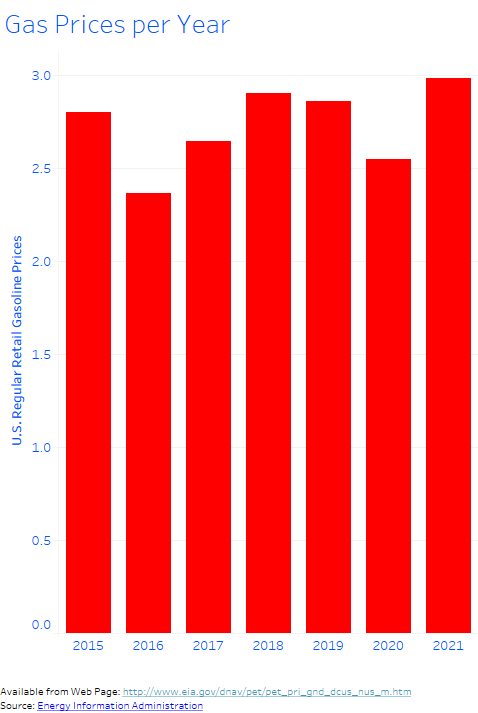 Gas Prices per Year
U.S. Regular Retail Gasoline Prices
3.0
2.5
2.0
1.5
1.0
0.5
0.0
2015 2016 2017 2018 2019 2020 2021
Available from Web Page: http://www.eia.gov/dnav/pet/pet_pri_gnd_dcus_nus_m.htm
Source: Energy Information Administration